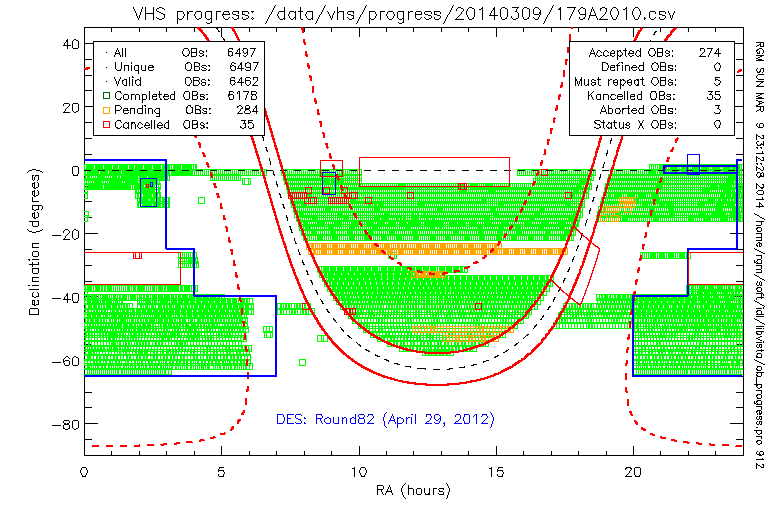 VHS progress: /data/vhs/progress/20140309/179A2010.csv
All OBs: 6497
Unique OBs: 6497
Valid OBs: 6462
Completed OBs: 6178
Pending OBs: 284
Cancelled OBs: 35
Accepted OBs: 274
Defined OBs: 0
Must repeat OBs: 5
Kancelled OBs: 35
Aborted OBs: 3
Status X OBs: 0
40
20
0
−20
−40
−60
−80
Declination (degrees)
DES: Round82 (April 29, 2012)
0 5 10 15 20
RA (hours)
RGM SUN MAR 9 23:12:28 2014 /home/rgm/soft/idl/libvista/ob_progress.pro 912